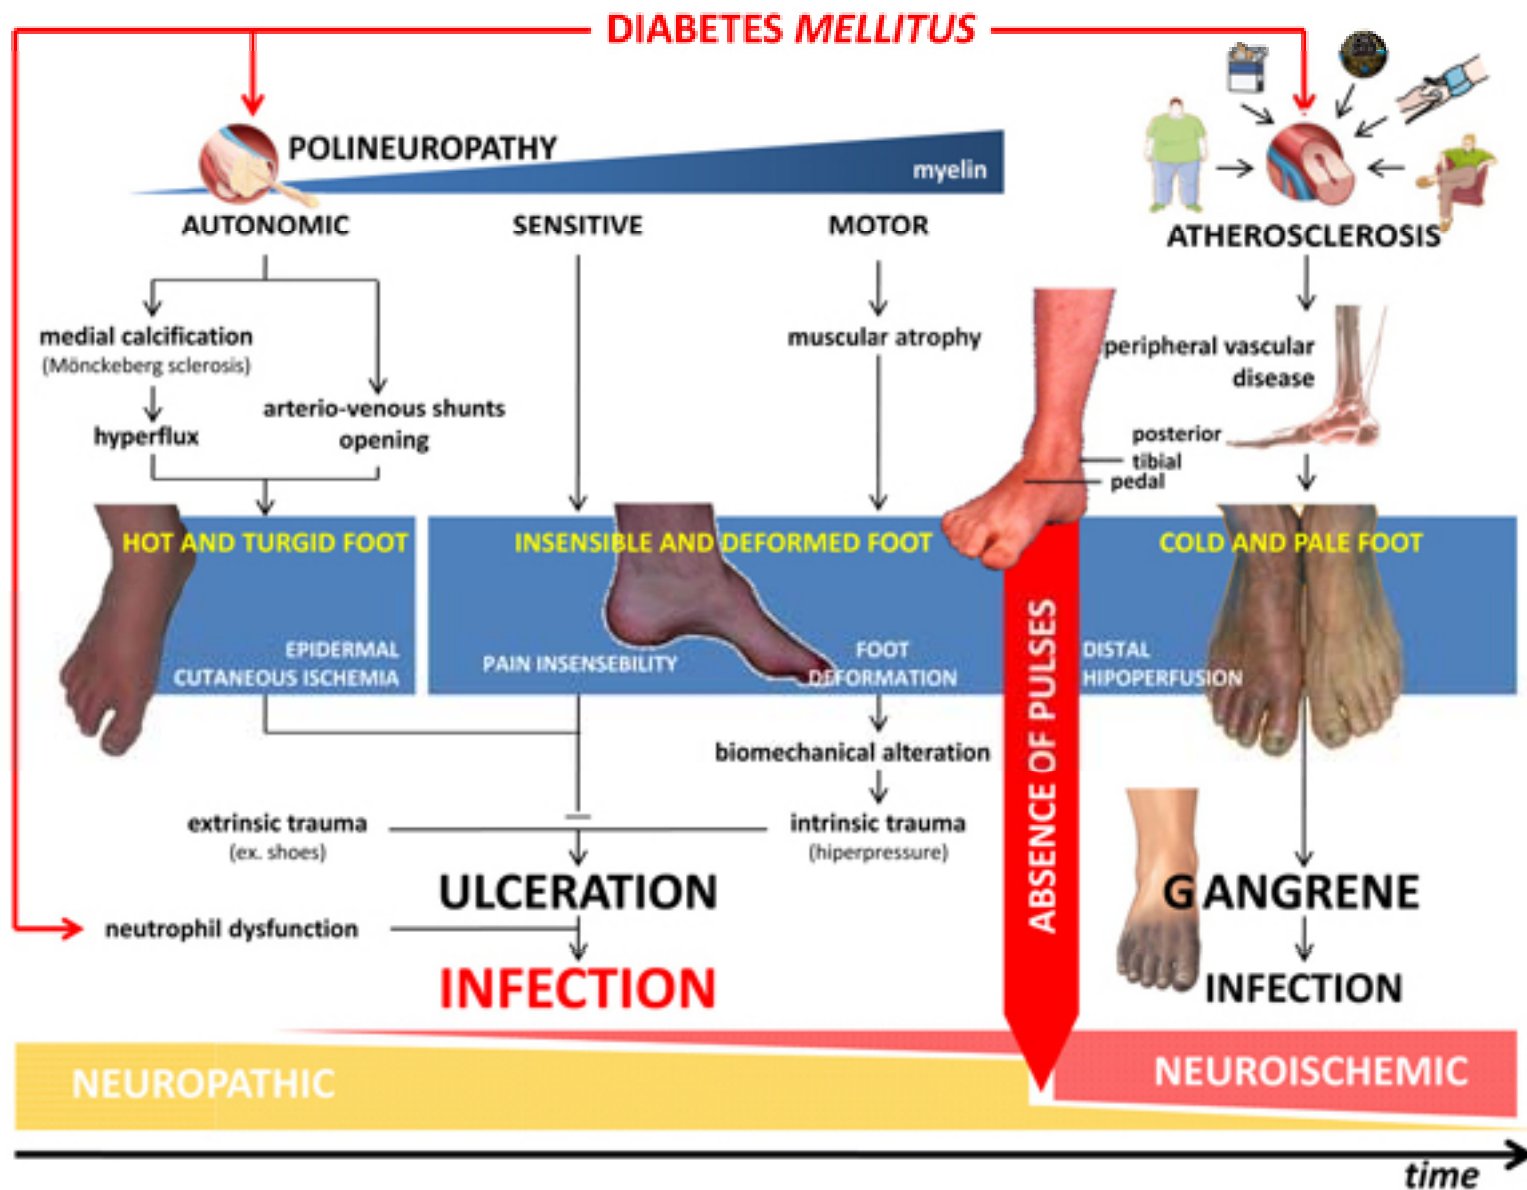 DIABETES MELLITUS
POLINEUROPATHY
myelin
AUTONOMIC
SENSITIVE
MOTOR
ATHEROSCLEROSIS
medial calcification
(Mönckeberg sclerosis)
hyperflux
arterio-venous shunts
opening
muscular atrophy
peripheral vascular
disease
posterior
tibial
pedal
HOT AND TURGID FOOT
INSENSIBLE AND DEFORMED FOOT
COLD AND PALE FOOT
EPIDERMAL
CUTANEOUS ISCHEMIA
PAIN INSENSEBILITY
FOOT
DEFORMATION
ABSENCE OF PULSES
DISTAL
HIPOPERFUSION
biomechanical alteration
extrinsic trauma
(ex. shoes)
intrinsic trauma
(hiperpressure)
ULCERATION
GANGRENE
neutrophil dysfunction
INFECTION
INFECTION
NEUROPATHIC
NEUROISCHEMIC
time